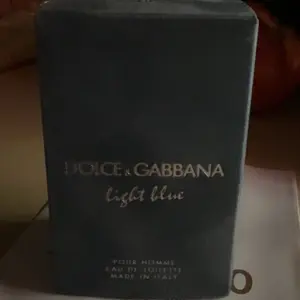 DOLCE & GABBANA
light blue
POUR HOMME
EAU DE TOILETTE
MADE IN ITALY